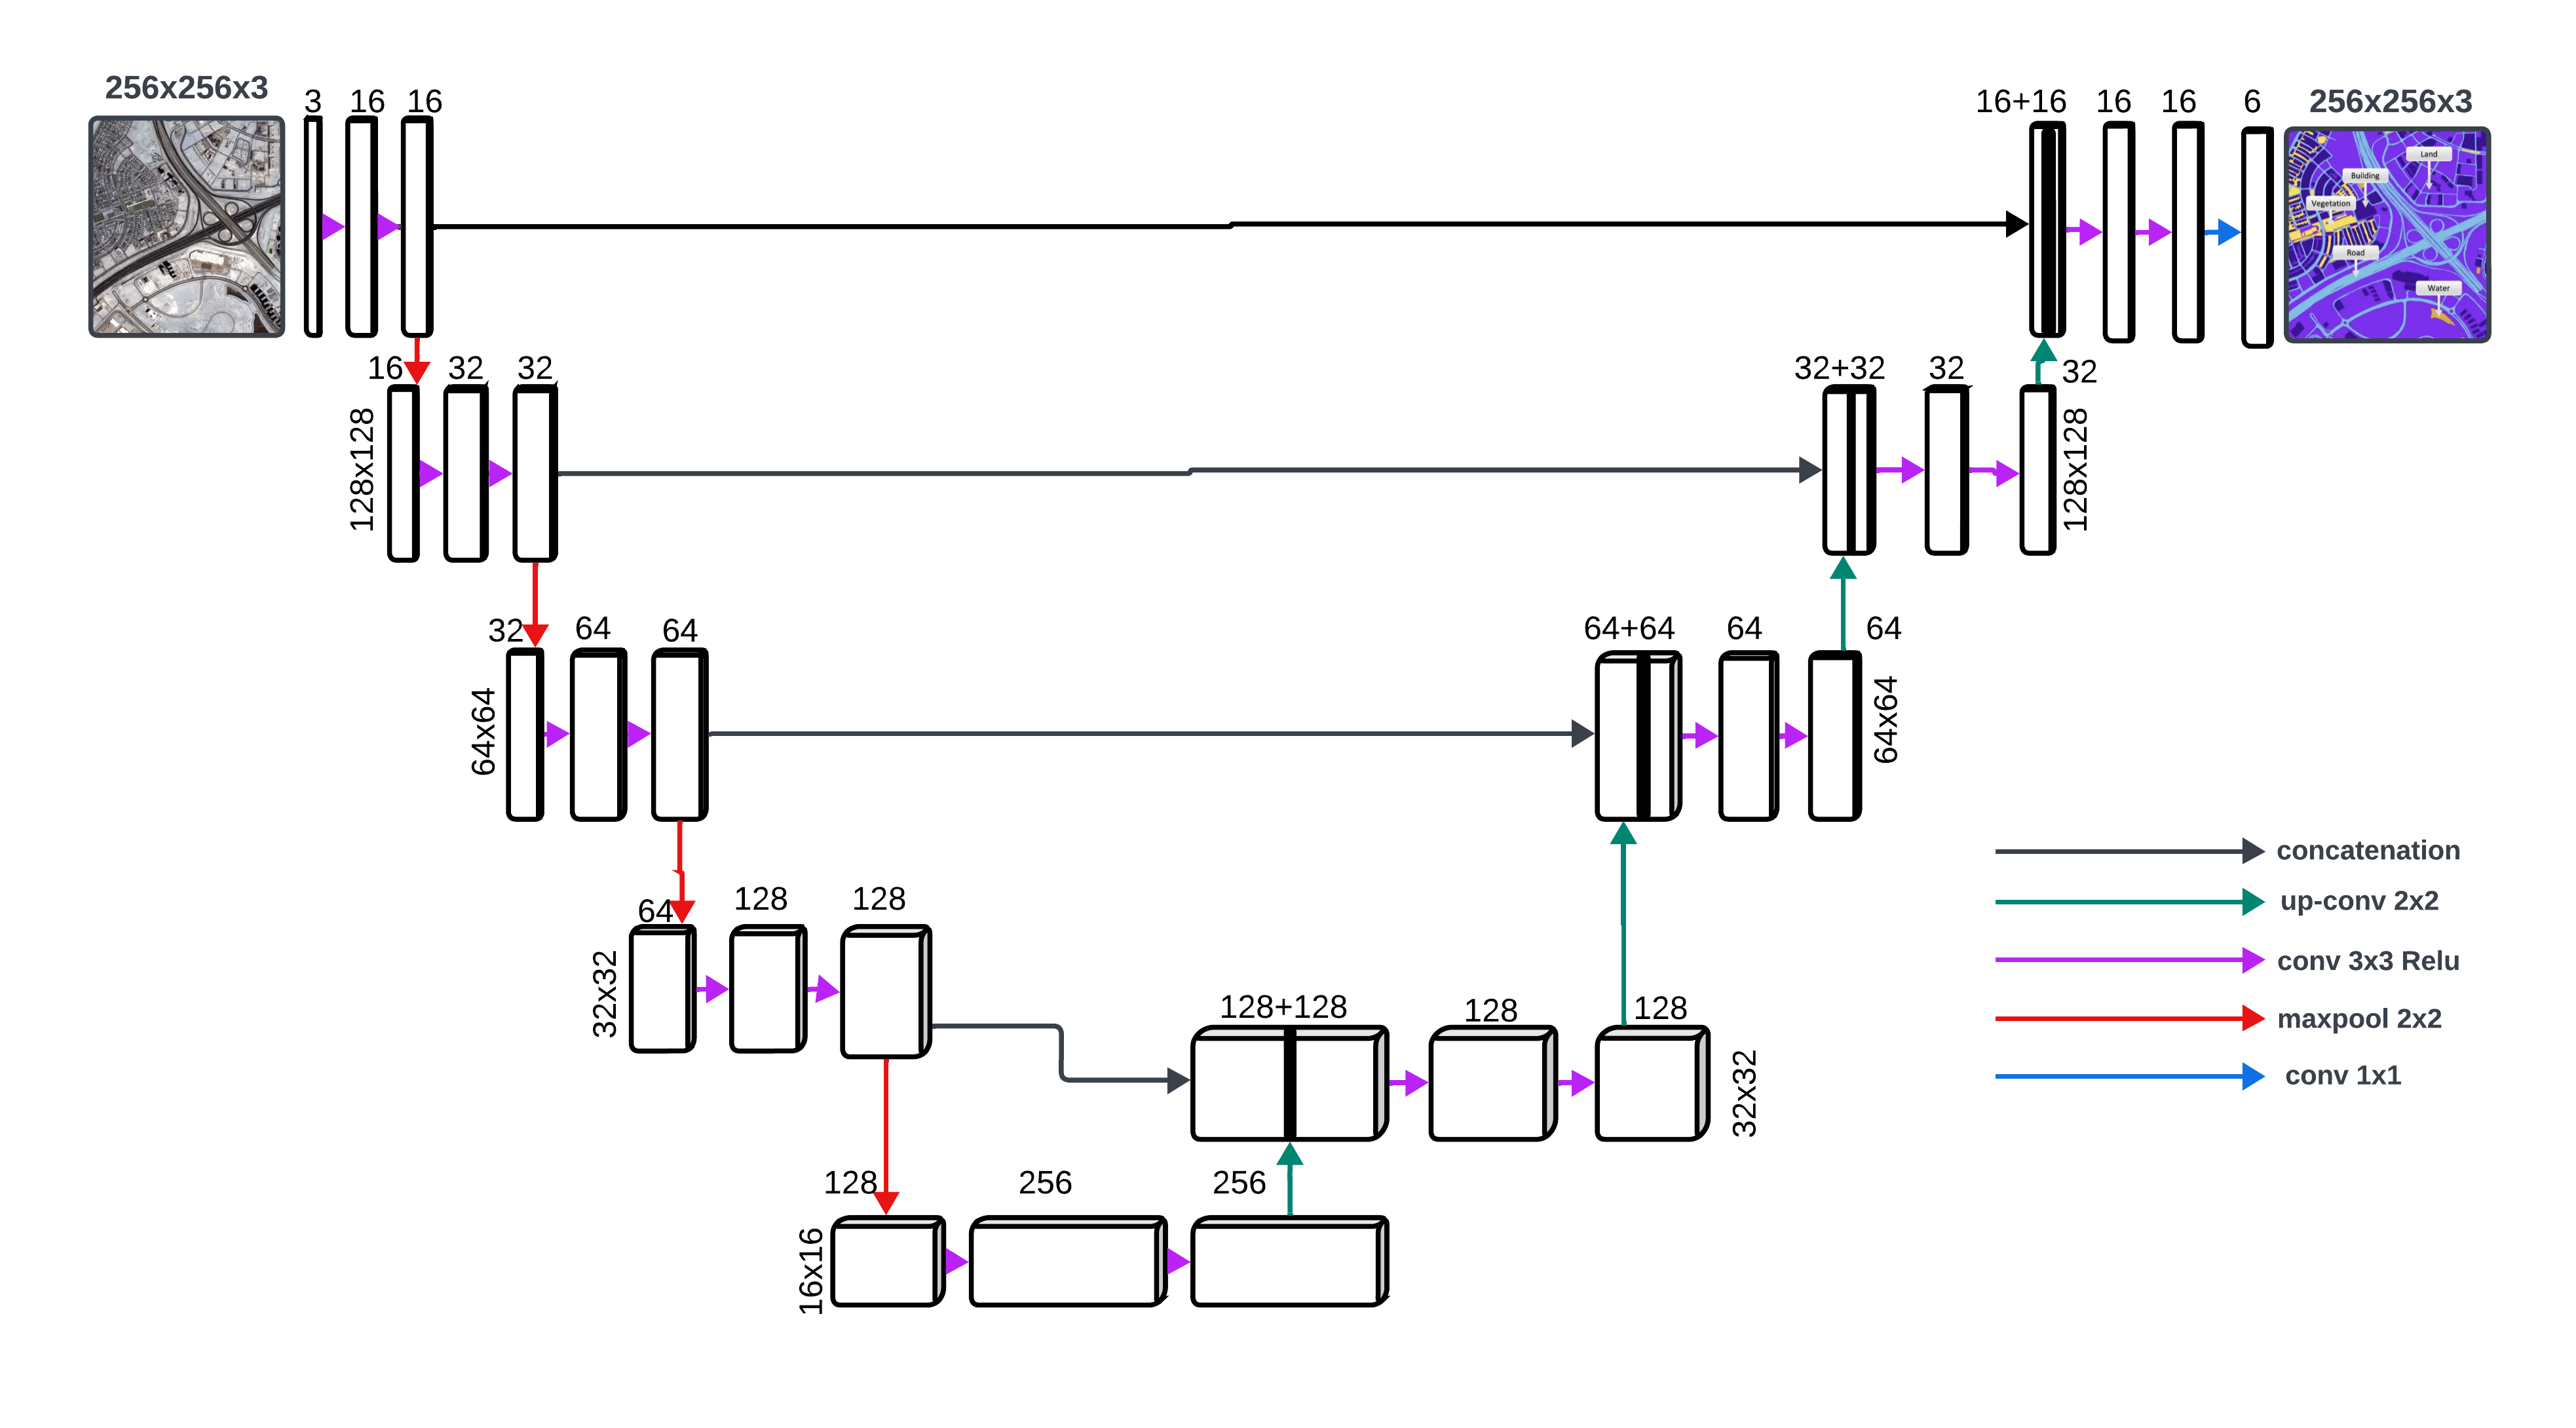 256x256x3
3
16
16
16+16
16
16
6
256x256x3
Land
Building
Vegetation
Road
Water
16
32
32
128x128
32+32
32
32
128x128
32
64
64
64x64
64+64
64
64
64x64
64
128
128
32x32
128+128
128
128
32x32
128
256
256
16x16
concatenation
up-conv 2x2
conv 3x3 Relu
maxpool 2x2
conv 1x1